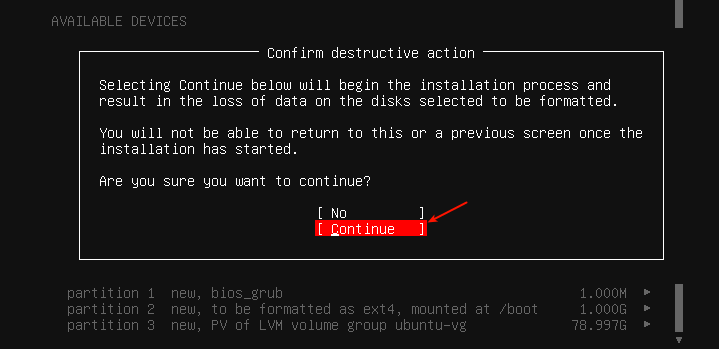 AVAILABLE DEVICES
Confirm destructive action
Selecting Continue below will begin the installation process and
result in the loss of data on the disks selected to be formatted.
You will not be able to return to this or a previous screen once the
installation has started.
Are you sure you want to continue?
[ No ]
[ Continue ]
partition 1 new, bios_grub 1.000M ▶
partition 2 new, to be formatted as ext4, mounted at /boot 1.000G ▶
partition 3 new, PV of LVM volume group ubuntu-vg 78.997G ▶